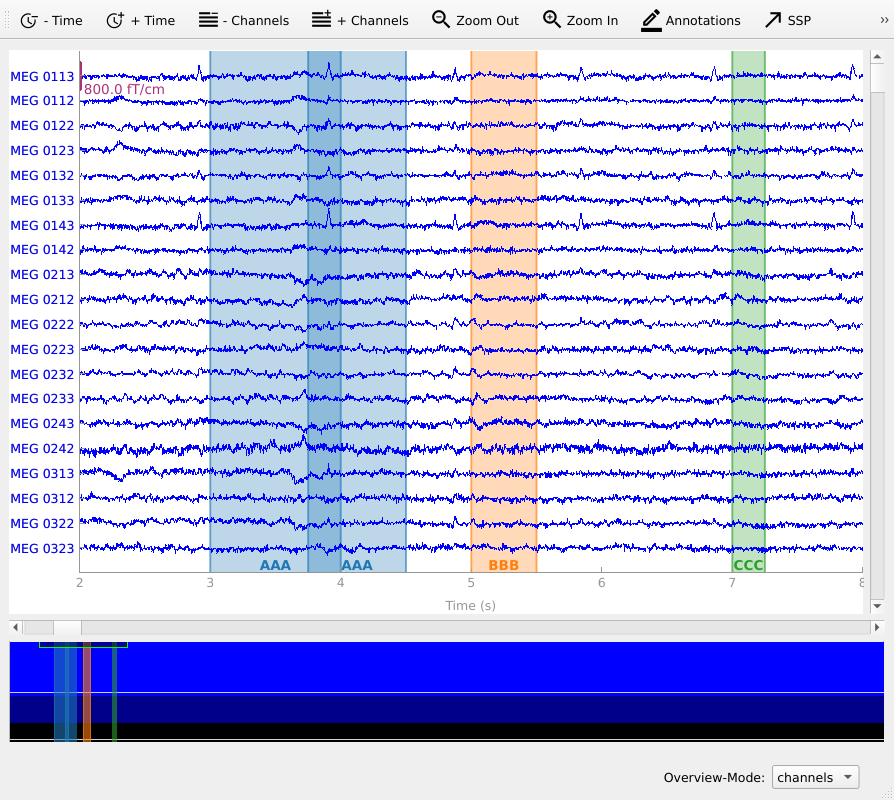 - Time + Time - Channels + Channels Zoom Out Zoom In Annotations SSP »
MEG 0113
800.0 fT/cm
MEG 0112
MEG 0122
MEG 0123
MEG 0132
MEG 0133
MEG 0143
MEG 0142
MEG 0213
MEG 0212
MEG 0222
MEG 0223
MEG 0232
MEG 0233
MEG 0243
MEG 0242
MEG 0313
MEG 0312
MEG 0322
MEG 0323
AAA AAA BBB CCC
2 3 4 5 6 7 8
Time (s)
Overview-Mode: channels